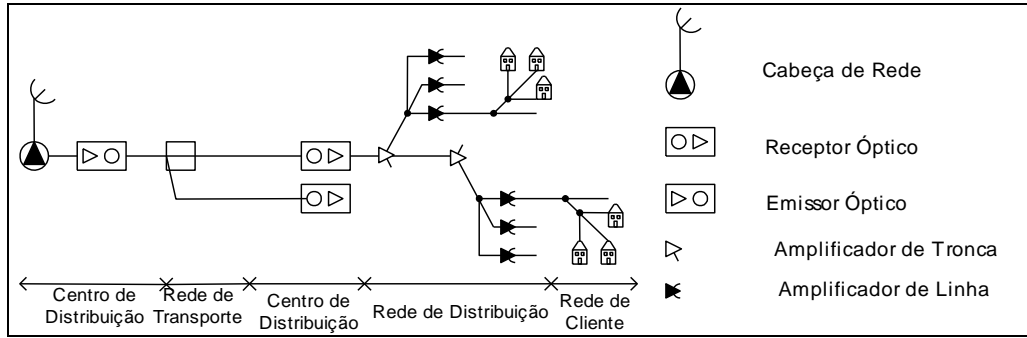 Cabeça de Rede
Receptor Óptico
Emissor Óptico
Amplificador de Tronca
Amplificador de Linha
Centro de
Distribuição
Rede de
Transporte
Centro de
Distribuição
Rede de Distribuição
Rede de
Cliente